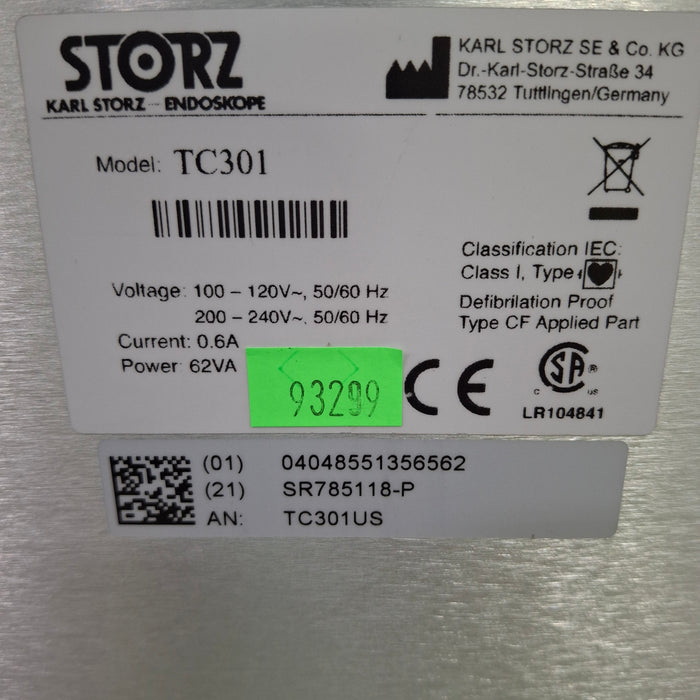 STORZ
KARL STORZ — ENDOSKOPE
KARL STORZ SE & Co. KG
Dr.-Karl-Storz-Straße 34
78532 Tuttlingen/Germany
Model: TC301
Voltage: 100 – 120V~, 50/60 Hz
200 – 240V~, 50/60 Hz
Current: 0.6A
Power: 62VA
Classification IEC:
Class I, Type
Defibrilation Proof
Type CF Applied Part
93299
CE
C SA ® US
LR104841
(01) 04048551356562
(21) SR785118-P
AN: TC301US